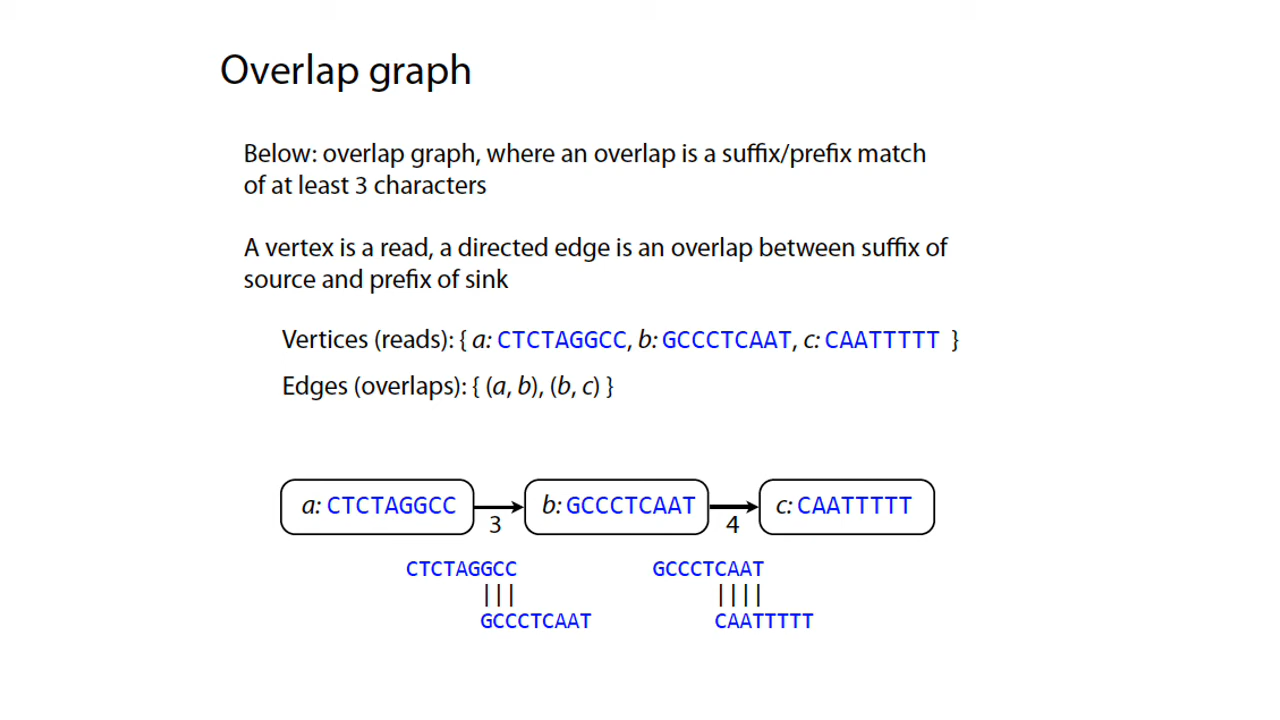 Overlap graph
Below: overlap graph, where an overlap is a suffix/prefix match
of at least 3 characters
A vertex is a read, a directed edge is an overlap between suffix of
source and prefix of sink
Vertices (reads): { a: CTCTAGGCC, b: GCCCTCAAT, c: CAATTTTT }
Edges (overlaps): { (a, b), (b, c) }
a: CTCTAGGCC
3
b: GCCCTCAAT
4
c: CAATTTTT
CTCTAGGCC
|||
GCCCTCAAT
GCCCTCAAT
||||
CAATTTTT